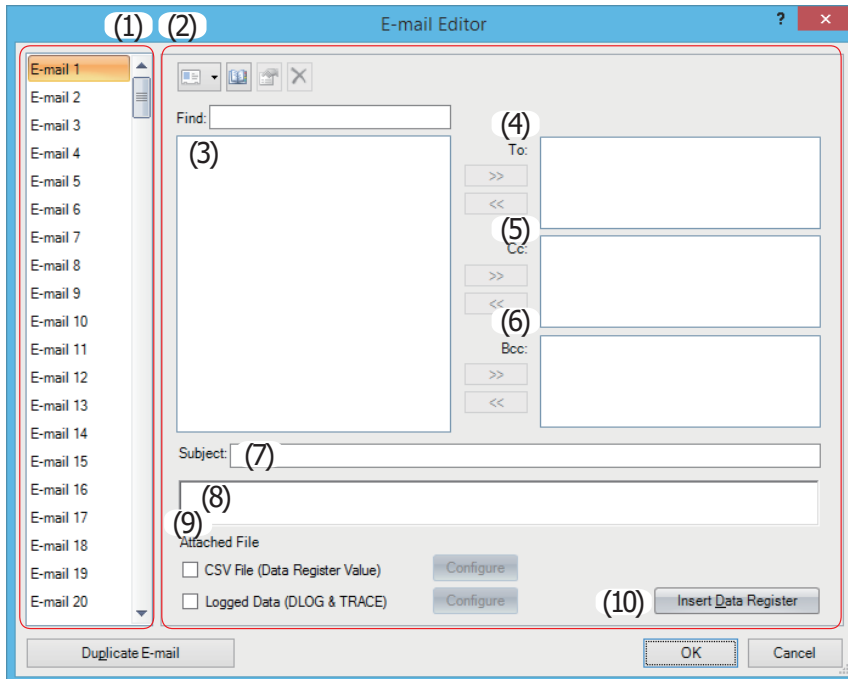 (1) (2) E-mail Editor ? ×
E-mail 1
E-mail 2
E-mail 3
E-mail 4
E-mail 5
E-mail 6
E-mail 7
E-mail 8
E-mail 9
E-mail 10
E-mail 11
E-mail 12
E-mail 13
E-mail 14
E-mail 15
E-mail 16
E-mail 17
E-mail 18
E-mail 19
E-mail 20
Find:
(3)
(4)
To:
>>
<<
(5)
Cc:
>>
<<
(6)
Bcc:
>>
<<
Subject: (7)
(8)
(9)
Attached File
CSV File (Data Register Value) Configure
Logged Data (DLOG & TRACE) Configure
(10) Insert Data Register
Duplicate E-mail OK Cancel